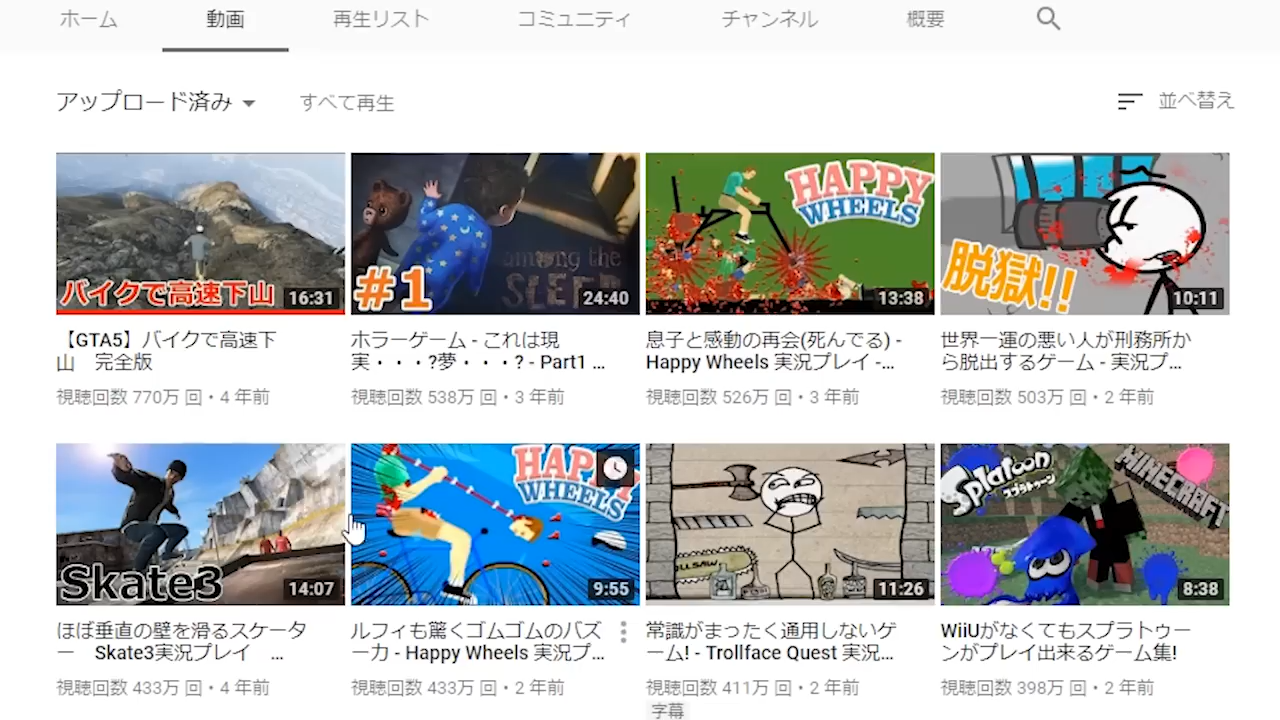 ホーム 動画 再生リスト コミュニティ チャンネル 概要
アップロード済み すべて再生 並べ替え
バイクで高速下山
16:31
among the
SLEEP
#1
24:40
HAPPY
WHEELS
13:38
脱獄!!
10:11
【GTA5】バイクで高速下
山 完全版
視聴回数 770万 回・4 年前
ホラーゲーム - これは現
実・・・?夢・・・? - Part1 ...
視聴回数 538万 回・3 年前
息子と感動の再会(死んでる) -
Happy Wheels 実況プレイ -...
視聴回数 526万 回・3 年前
世界一運の悪い人が刑務所か
ら脱出するゲーム - 実況プ...
視聴回数 503万 回・2 年前
Skate3
14:07
HAPPY
WHEELS
9:55
11:26
Splatoon
スプラトゥーン
MINECRAFT
8:38
ほぼ垂直の壁を滑るスケータ
ー Skate3実況プレイ ...
視聴回数 433万 回・4 年前
ルフィも驚くゴムゴムのバズ
ーカ - Happy Wheels 実況プ...
視聴回数 433万 回・2 年前
常識がまったく通用しないゲ
ーム! - Trollface Quest 実況...
視聴回数 411万 回・2 年前
字幕
WiiUがなくてもスプラトゥー
ンがプレイ出来るゲーム集!
視聴回数 398万 回・2 年前